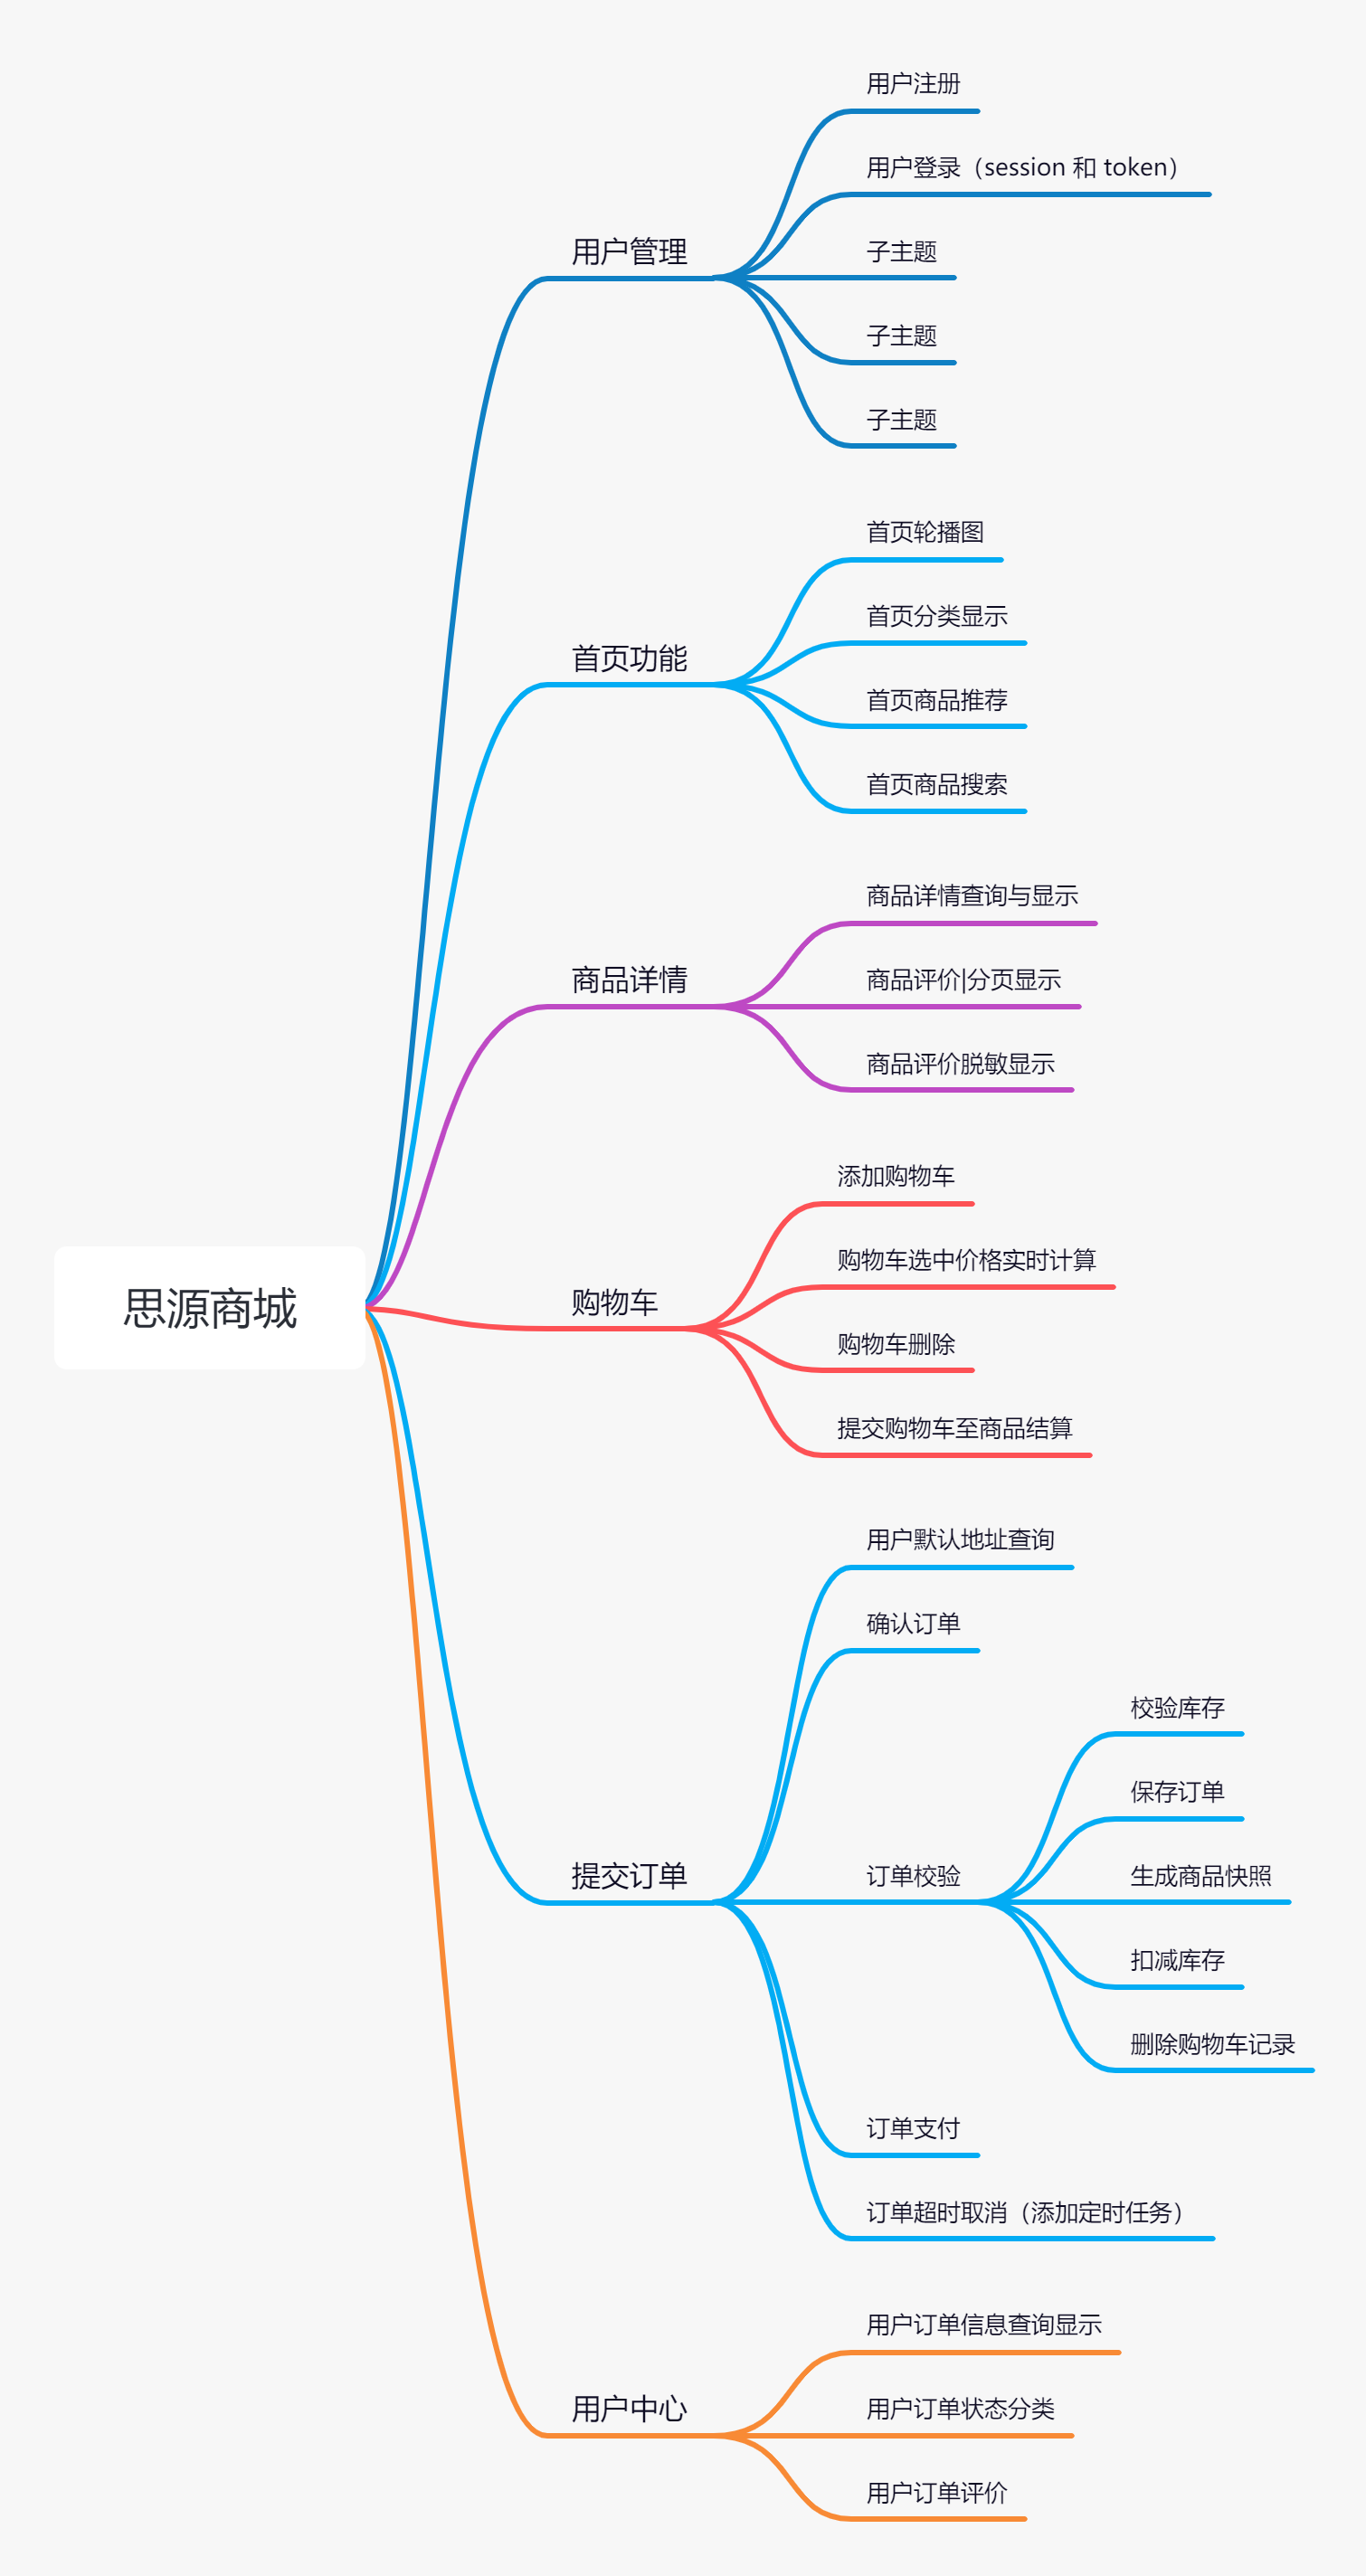 思源商城
用户管理
用户注册
用户登录（session 和 token）
子主题
子主题
子主题
首页功能
首页轮播图
首页分类显示
首页商品推荐
首页商品搜索
商品详情
商品详情查询与显示
商品评价|分页显示
商品评价脱敏显示
购物车
添加购物车
购物车选中价格实时计算
购物车删除
提交购物车至商品结算
提交订单
用户默认地址查询
确认订单
订单校验
校验库存
保存订单
生成商品快照
扣减库存
删除购物车记录
订单支付
订单超时取消（添加定时任务）
用户中心
用户订单信息查询显示
用户订单状态分类
用户订单评价